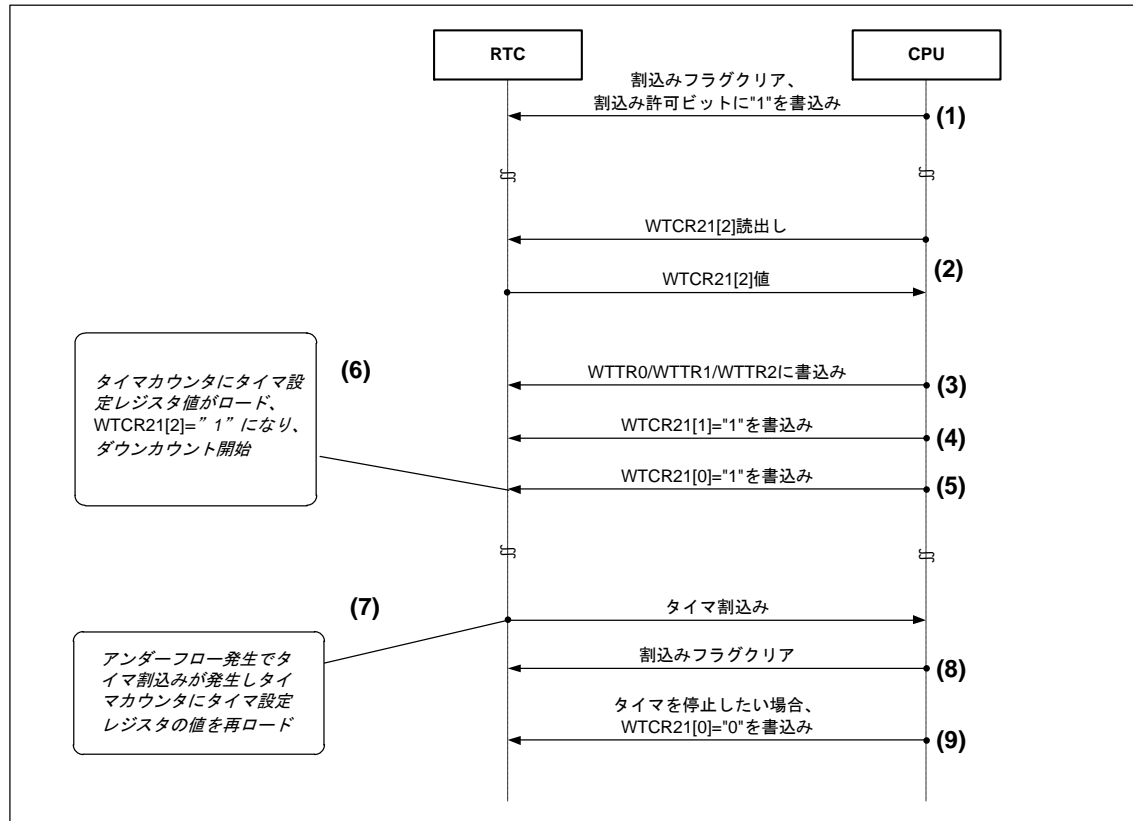 RTC
CPU
割込みフラグクリア、
割込み許可ビットに"1"を書込み
(1)
WTCR21[2]読出し
(2)
WTCR21[2]値
(6)
タイマカウンタにタイマ設
定レジスタ値がロード、
WTCR21[2]=”1”になり、
ダウンカウント開始
WTTR0/WTTR1/WTTR2に書込み
(3)
WTCR21[1]="1"を書込み
(4)
WTCR21[0]="1"を書込み
(5)
(7)
タイマ割込み
アンダーフロー発生でタ
イマ割込みが発生しタイ
マカウンタにタイマ設定
レジスタの値を再ロード
割込みフラグクリア
(8)
タイマを停止したい場合、
WTCR21[0]="0"を書込み
(9)